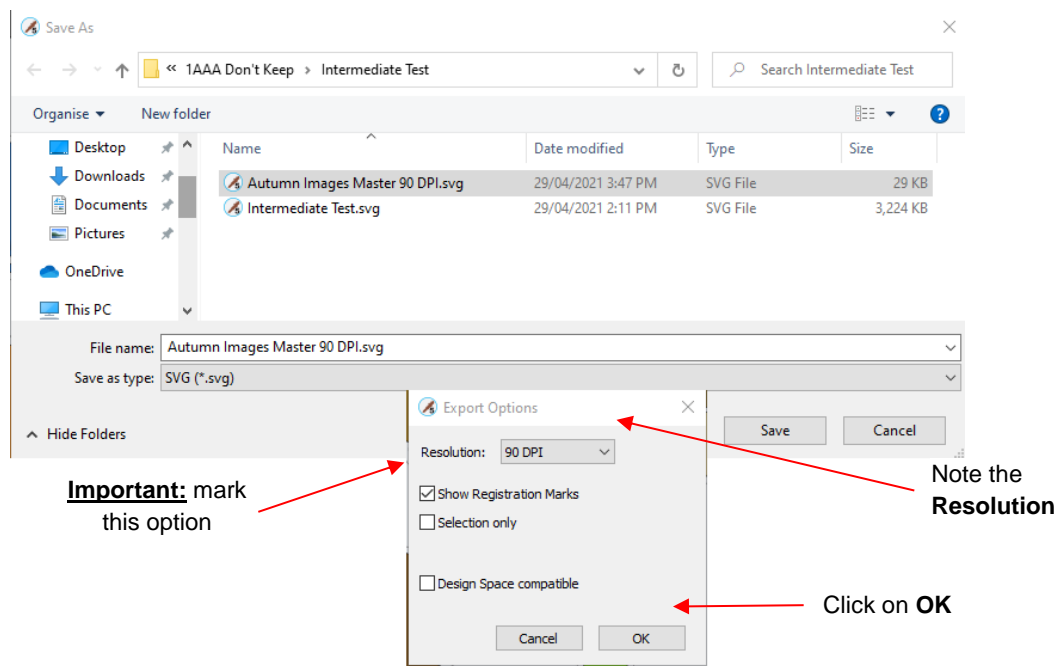 Save As
« 1AAA Don't Keep › Intermediate Test
Search Intermediate Test
Organise New folder
Name Date modified Type Size
Desktop
Downloads
Documents
Pictures
OneDrive
This PC
Autumn Images Master 90 DPI.svg 29/04/2021 3:47 PM SVG File 29 KB
Intermediate Test.svg 29/04/2021 2:11 PM SVG File 3,224 KB
File name: Autumn Images Master 90 DPI.svg
Save as type: SVG (*.svg)
Hide Folders
Save Cancel
Export Options
Resolution: 90 DPI
Show Registration Marks
Selection only
Design Space compatible
Cancel OK
Important: mark
this option
Note the
Resolution
Click on OK